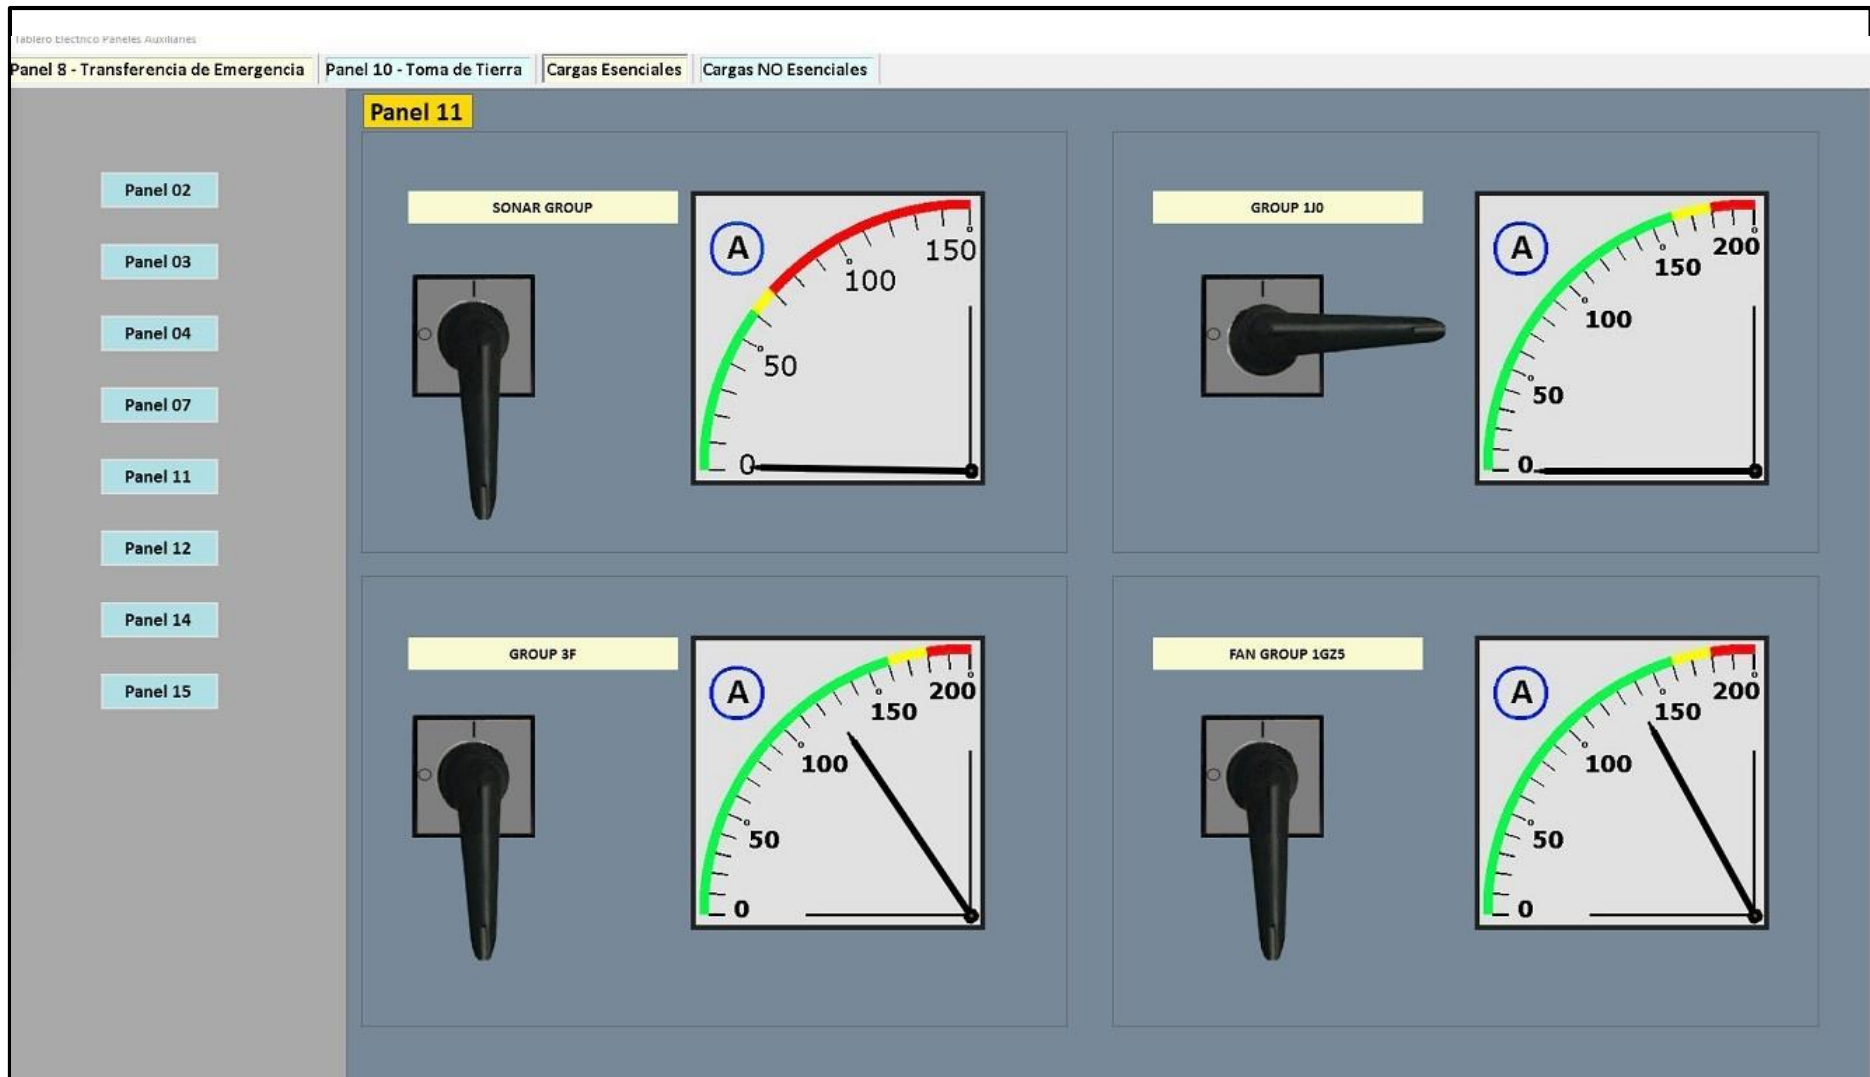 Tablero Electrico Paneles Auxiliares
Panel 8 - Transferencia de Emergencia
Panel 10 - Toma de Tierra
Cargas Esenciales
Cargas NO Esenciales
Panel 02
Panel 03
Panel 04
Panel 07
Panel 11
Panel 12
Panel 14
Panel 15
Panel 11
SONAR GROUP
A
0
50
100
150
GROUP 1J0
A
0
50
100
150
200
GROUP 3F
A
0
50
100
150
200
FAN GROUP 1GZ5
A
0
50
100
150
200